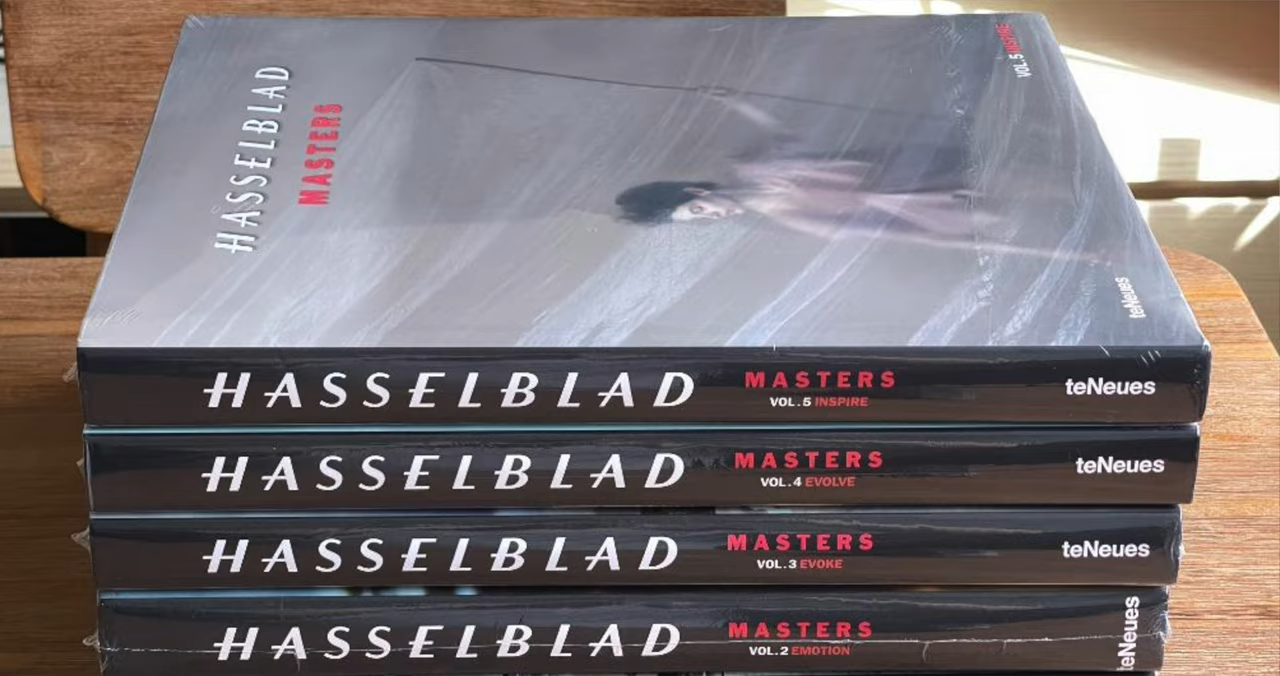 HASSELBLAD
MASTERS
VOL.5 INSPIRE
teNeues
HASSELBLAD
MASTERS
VOL.5 INSPIRE
teNeues
HASSELBLAD
MASTERS
VOL.4 EVOLVE
teNeues
HASSELBLAD
MASTERS
VOL.3 EVOKE
teNeues
HASSELBLAD
MASTERS
VOL.2 EMOTION
teNeues